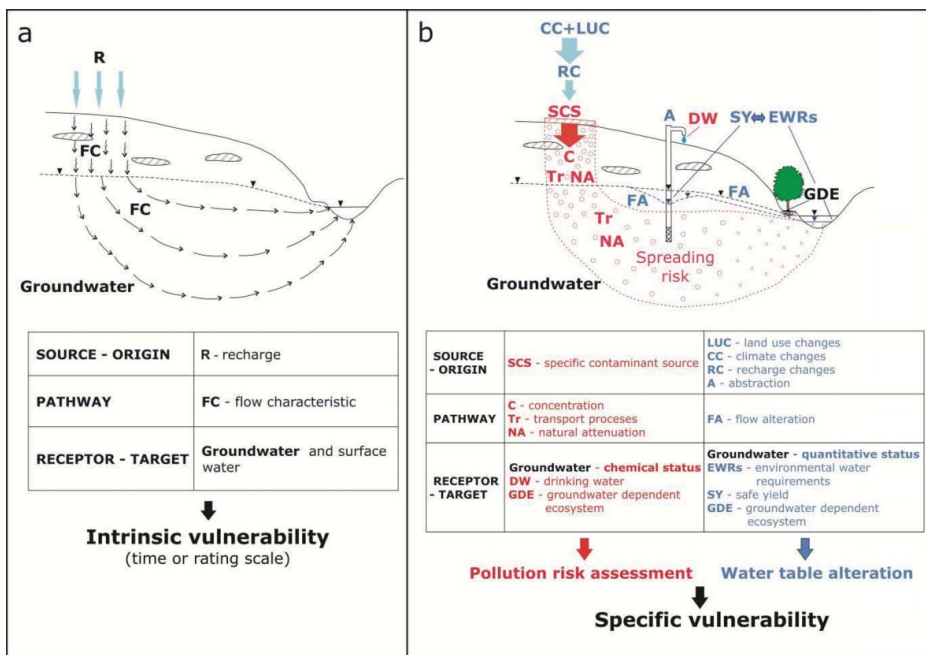 a
R
FC
FC
Groundwater
SOURCE - ORIGIN
R - recharge
PATHWAY
FC - flow characteristic
RECEPTOR - TARGET
Groundwater and surface
water
Intrinsic vulnerability
(time or rating scale)
b
CC+LUC
RC
SCS
A
DW
SY⇔EWRs
C
Tr NA
FA
FA
GDE
Tr
NA
Spreading
risk
Groundwater
SOURCE
- ORIGIN
SCS - specific contaminant source
LUC - land use changes
CC - climate changes
RC - recharge changes
A - abstraction
PATHWAY
C - concentration
Tr - transport proceses
NA - natural attenuation
FA - flow alteration
RECEPTOR
- TARGET
Groundwater - chemical status
DW - drinking water
GDE - groundwater dependent
ecosystem
Groundwater - quantitative status
EWRs - environmental water
requirements
SY - safe yield
GDE - groundwater dependent
ecosystem
Pollution risk assessment
Water table alteration
Specific vulnerability